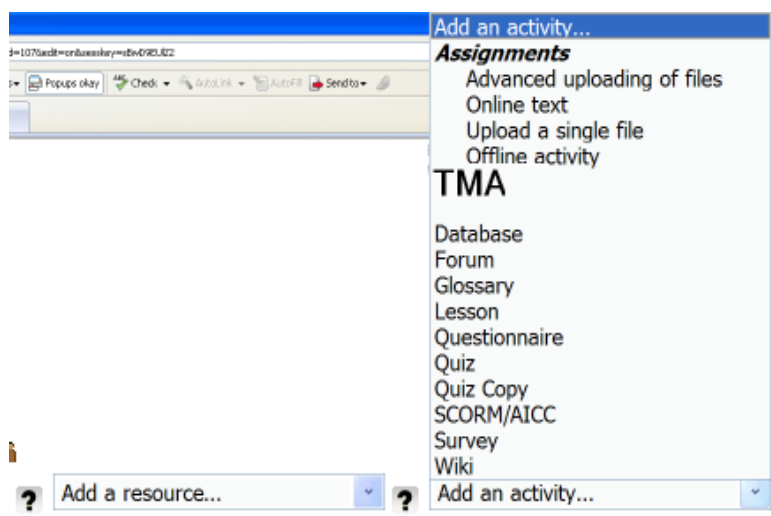 Add an activity...
Assignments
Advanced uploading of files
Online text
Upload a single file
Offline activity
TMA
Database
Forum
Glossary
Lesson
Questionnaire
Quiz
Quiz Copy
SCORM/AICC
Survey
Wiki
Popups okay Check AutoLink AutoFill Send to
? Add a resource... ? Add an activity...